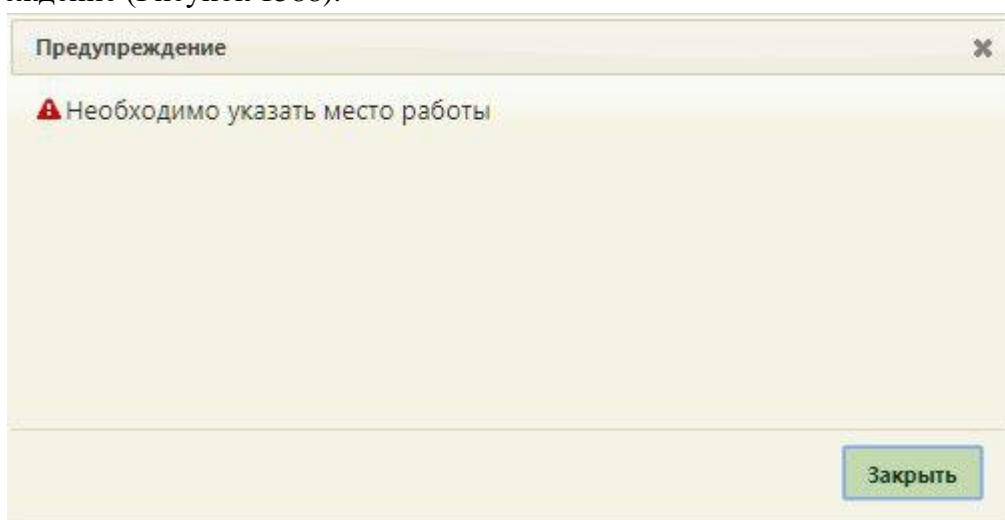 Предупреждение
Необходимо указать место работы
Закрыть